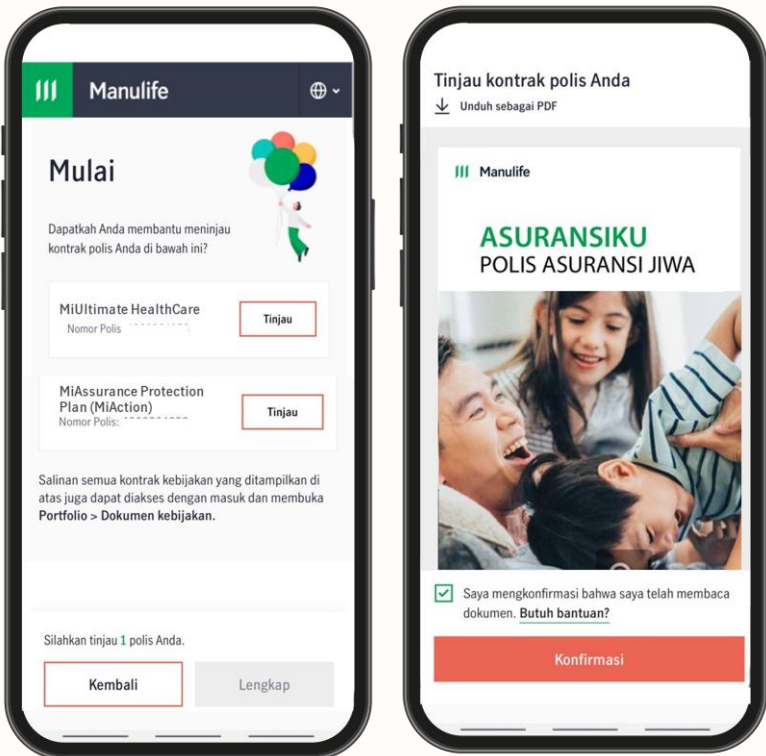 Manulife
Mulai
Dapatkah Anda membantu meninjau
kontrak polis Anda di bawah ini?
MiUltimate HealthCare
Nomor Polis
Tinjau
MiAssurance Protection
Plan (MiAction)
Nomor Polis:
Tinjau
Salinan semua kontrak kebijakan yang ditampilkan di
atas juga dapat diakses dengan masuk dan membuka
Portfolio > Dokumen kebijakan.
Silahkan tinjau 1 polis Anda.
Kembali
Lengkap
Tinjau kontrak polis Anda
Unduh sebagai PDF
Manulife
ASURANSIKU
POLIS ASURANSI JIWA
Saya mengkonfirmasi bahwa saya telah membaca
dokumen. Butuh bantuan?
Konfirmasi